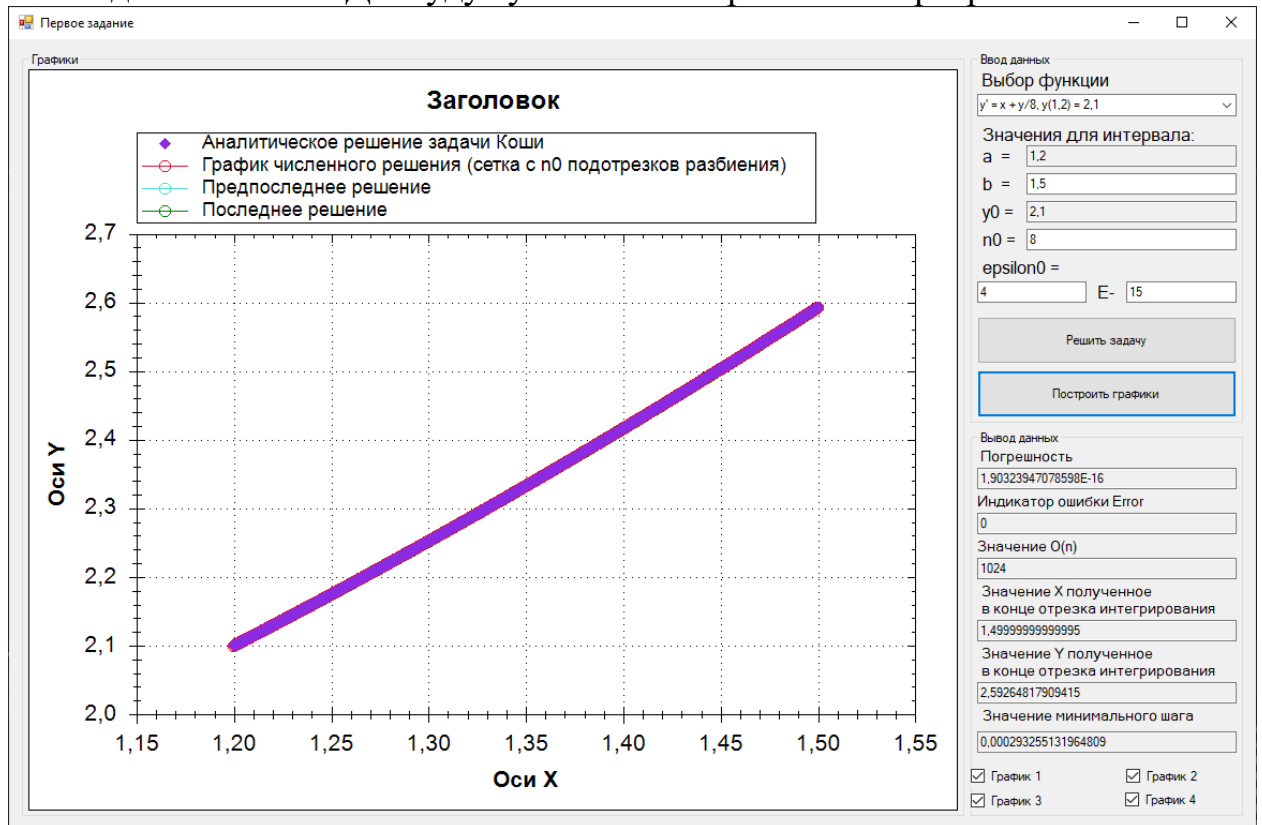 Первое задание
Графики
Заголовок
Аналитическое решение задачи Коши
График численного решения (сетка с n0 подотрезков разбиения)
Предпоследнее решение
Последнее решение
2,7
2,6
2,5
2,4
2,3
2,2
2,1
2,0
Оси Y
1,15 1,20 1,25 1,30 1,35 1,40 1,45 1,50 1,55
Оси X
Ввод данных
Выбор функции
y' = x + y/8, y(1,2) = 2,1
Значения для интервала:
a = 1,2
b = 1,5
y0 = 2,1
n0 = 8
epsilon0 =
4 E- 15
Решить задачу
Построить графики
Вывод данных
Погрешность
1,90323947078598E-16
Индикатор ошибки Error
0
Значение O(n)
1024
Значение X полученное
в конце отрезка интегрирования
1,49999999999995
Значение Y полученное
в конце отрезка интегрирования
2,59264817909415
Значение минимального шага
0,000293255131964809
График 1 График 2
График 3 График 4